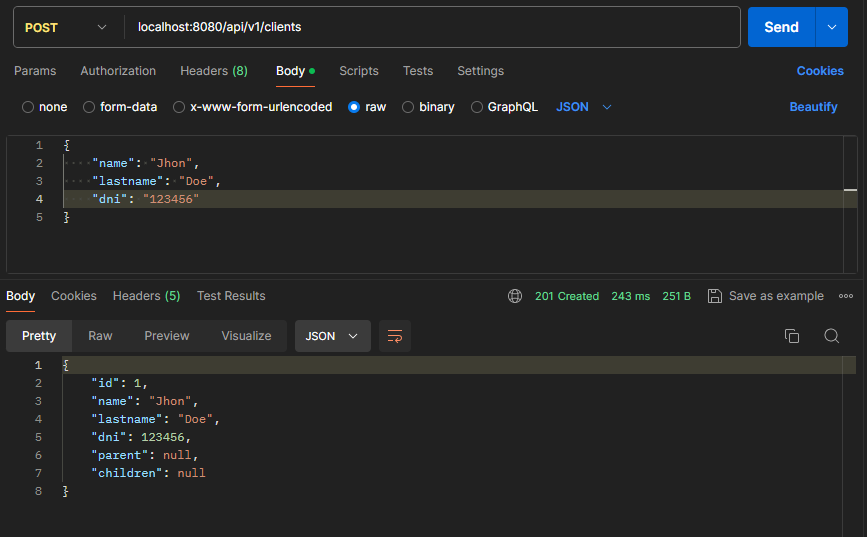 POST localhost:8080/api/v1/clients Send
Params Authorization Headers (8) Body Scripts Tests Settings Cookies
none form-data x-www-form-urlencoded raw binary GraphQL JSON Beautify
1 {
2 "name": "Jhon",
3 "lastname": "Doe",
4 "dni": "123456"
5 }
Body Cookies Headers (5) Test Results 201 Created 243 ms 251 B Save as example
Pretty Raw Preview Visualize JSON
1 {
2 "id": 1,
3 "name": "Jhon",
4 "lastname": "Doe",
5 "dni": 123456,
6 "parent": null,
7 "children": null
8 }